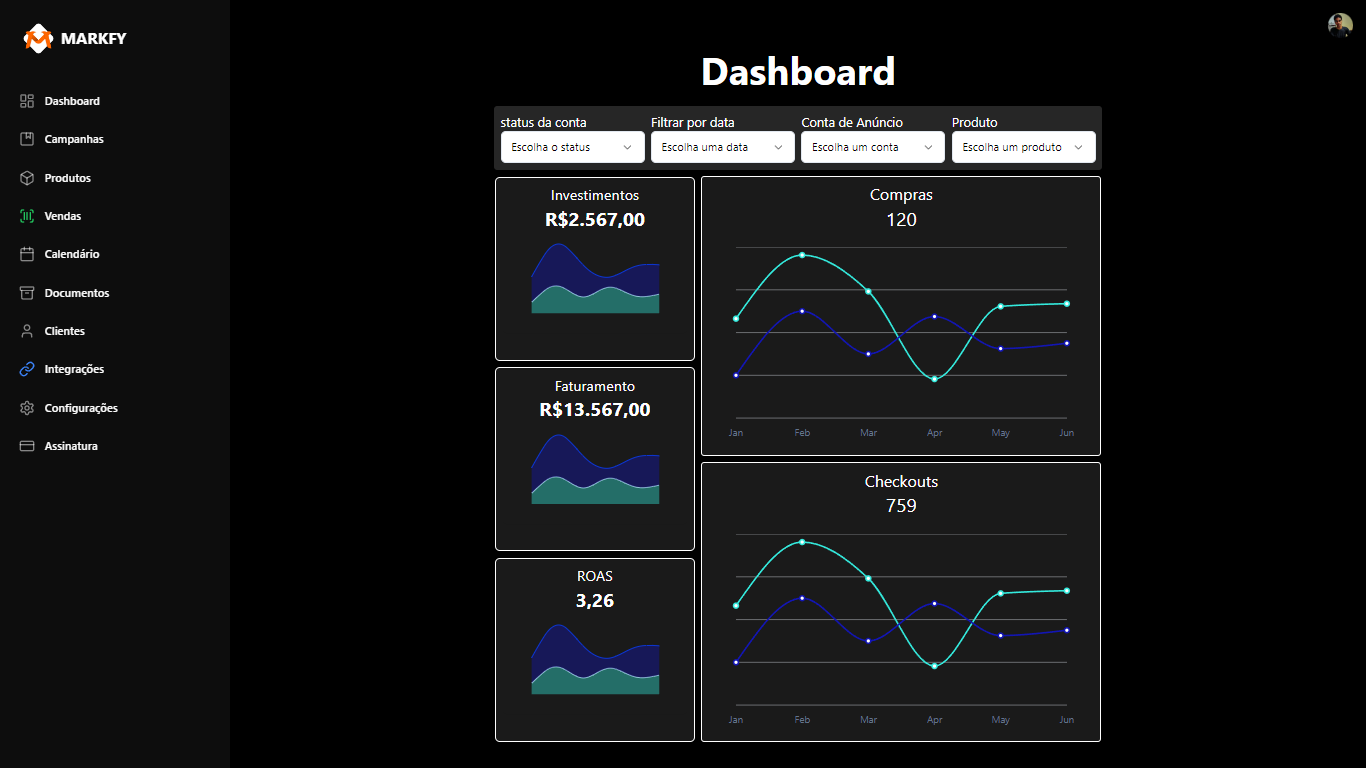 MARKFY
Dashboard
Campanhas
Produtos
Vendas
Calendário
Documentos
Clientes
Integrações
Configurações
Assinatura
Dashboard
status da conta
Escolha o status
Filtrar por data
Escolha uma data
Conta de Anúncio
Escolha um conta
Produto
Escolha um produto
Investimentos
R$2.567,00
Faturamento
R$13.567,00
ROAS
3,26
Compras
120
Jan Feb Mar Apr May Jun
Checkouts
759
Jan Feb Mar Apr May Jun